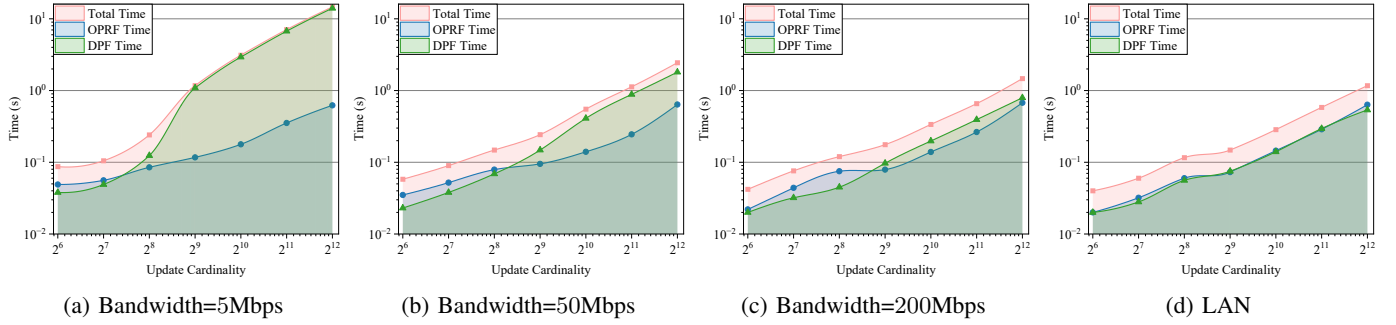 Total Time
OPRF Time
DPF Time
Time (s)
10¹
10⁰
10⁻¹
10⁻²
2⁶ 2⁷ 2⁸ 2⁹ 2¹⁰ 2¹¹ 2¹²
Update Cardinality
(a) Bandwidth=5Mbps
Total Time
OPRF Time
DPF Time
Time (s)
10¹
10⁰
10⁻¹
10⁻²
2⁶ 2⁷ 2⁸ 2⁹ 2¹⁰ 2¹¹ 2¹²
Update Cardinality
(b) Bandwidth=50Mbps
Total Time
OPRF Time
DPF Time
Time (s)
10¹
10⁰
10⁻¹
10⁻²
2⁶ 2⁷ 2⁸ 2⁹ 2¹⁰ 2¹¹ 2¹²
Update Cardinality
(c) Bandwidth=200Mbps
Total Time
OPRF Time
DPF Time
Time (s)
10¹
10⁰
10⁻¹
10⁻²
2⁶ 2⁷ 2⁸ 2⁹ 2¹⁰ 2¹¹ 2¹²
Update Cardinality
(d) LAN